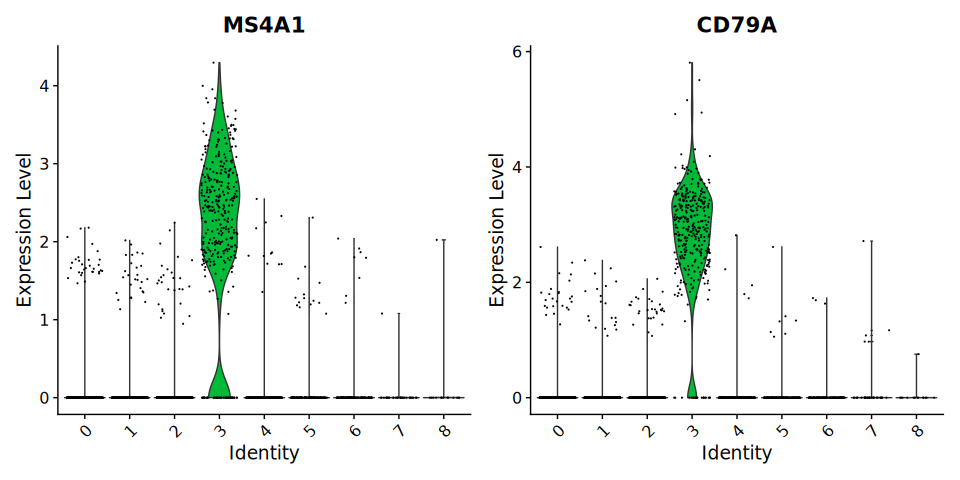 MS4A1
Expression Level
4
3
2
1
0
0 1 2 3 4 5 6 7 8
Identity
CD79A
Expression Level
6
4
2
0
0 1 2 3 4 5 6 7 8
Identity